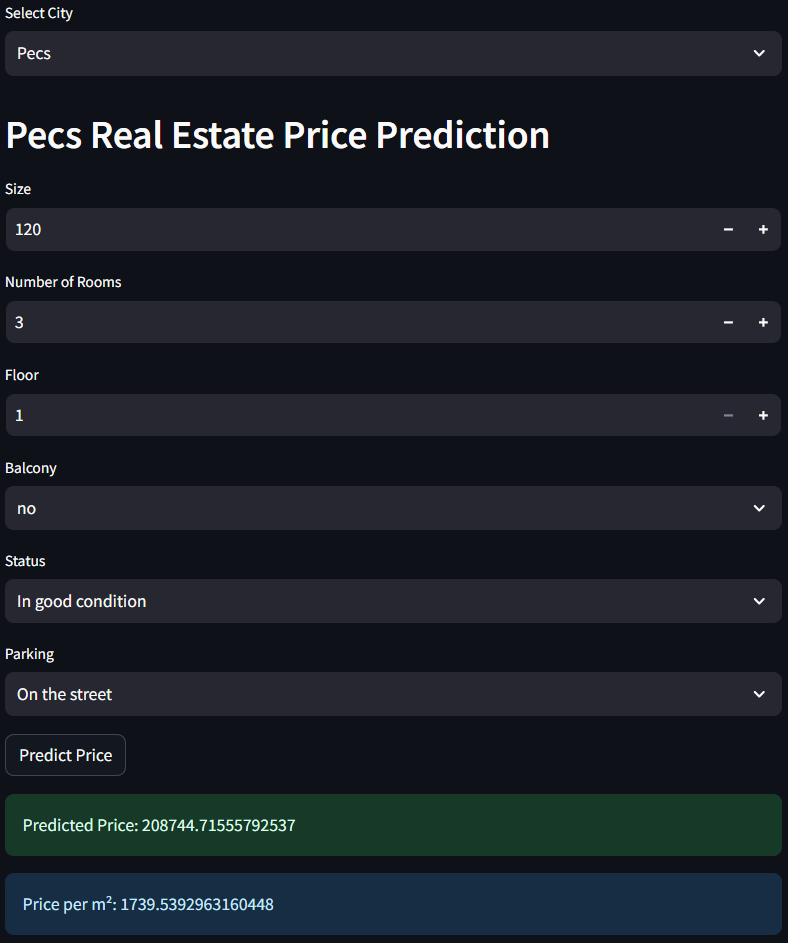 Select City
Pecs
Pecs Real Estate Price Prediction
Size
120
Number of Rooms
3
Floor
1
Balcony
no
Status
In good condition
Parking
On the street
Predict Price
Predicted Price: 208744.71555792537
Price per m²: 1739.5392963160448